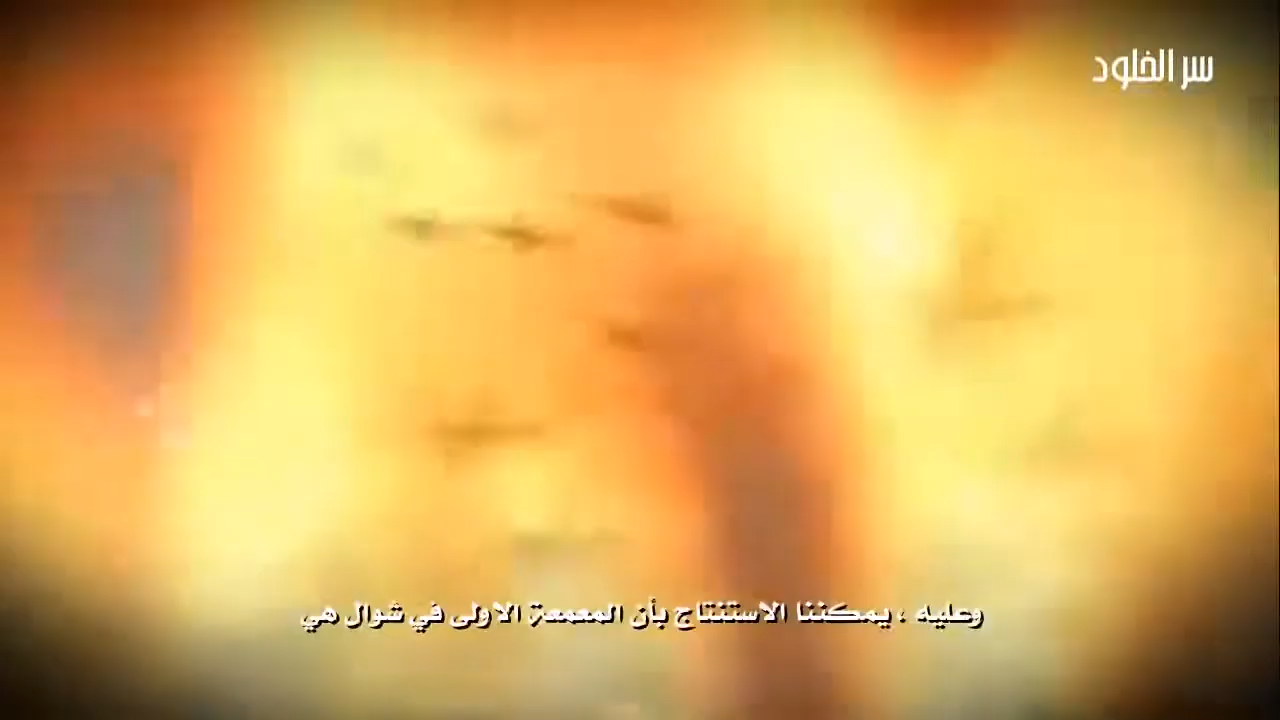 سر الخلود
وعليه ، يمكننا الاستنتاج بأن المعمعة الاولى في شوال هي